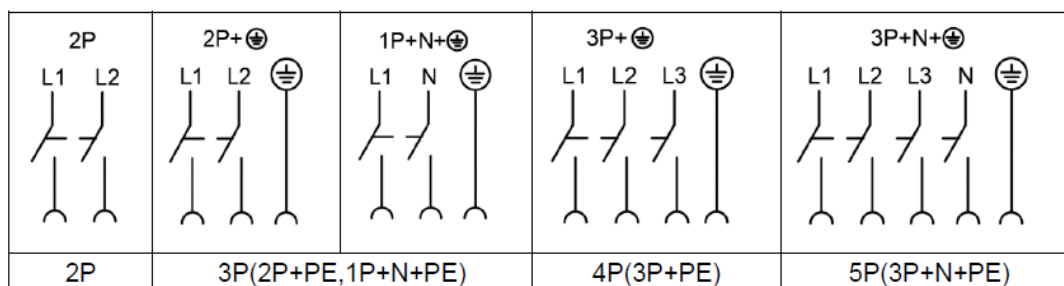 2P
L1 L2
2P+⏚
L1 L2 ⏚
1P+N+⏚
L1 N ⏚
3P+⏚
L1 L2 L3 ⏚
3P+N+⏚
L1 L2 L3 N ⏚
2P
3P(2P+PE,1P+N+PE)
4P(3P+PE)
5P(3P+N+PE)